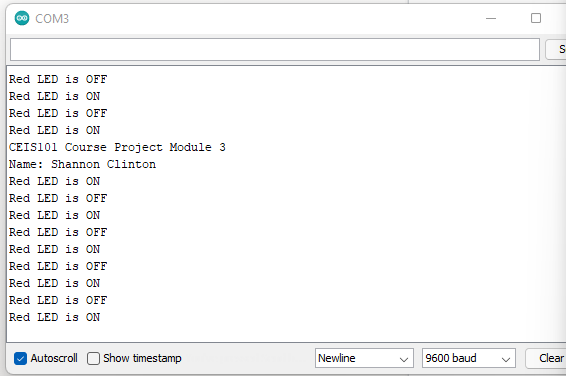 COM3
S
Red LED is OFF
Red LED is ON
Red LED is OFF
Red LED is ON
CEIS101 Course Project Module 3
Name: Shannon Clinton
Red LED is ON
Red LED is OFF
Red LED is ON
Red LED is OFF
Red LED is ON
Red LED is OFF
Red LED is ON
Red LED is OFF
Red LED is ON
Autoscroll Show timestamp Newline 9600 baud Clear